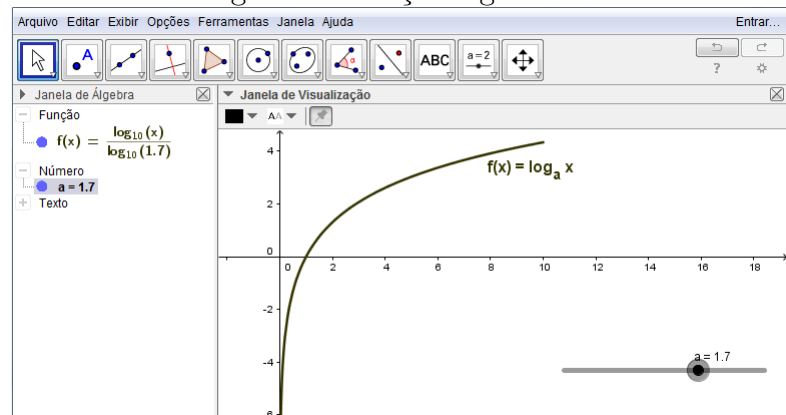 Arquivo Editar Exibir Opções Ferramentas Janela Ajuda Entrar...
A α ABC a=2 ?
Janela de Álgebra
Janela de Visualização
Função
AA
f(x) = log10(x) / log10(1.7)
Número
a = 1.7
Texto
f(x) = logₐ x
4
2
0
0 2 4 6 8 10 12 14 16 18
-2
-4
a = 1.7